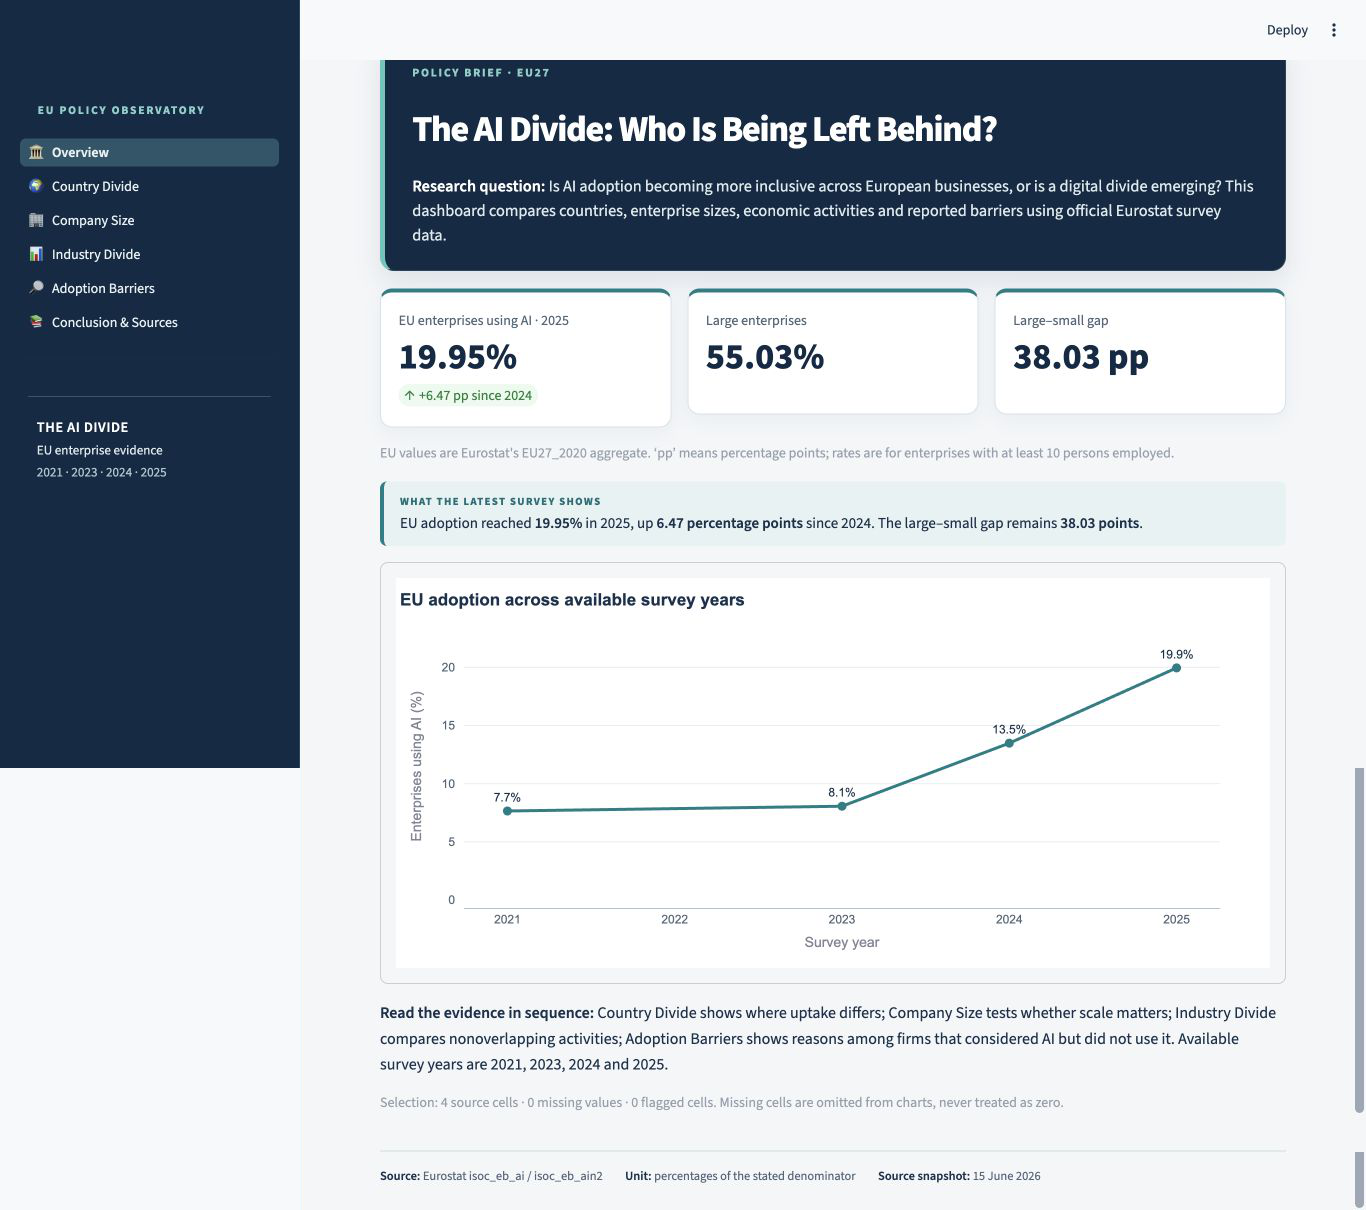 Deploy
EU POLICY OBSERVATORY
Overview
Country Divide
Company Size
Industry Divide
Adoption Barriers
Conclusion & Sources
THE AI DIVIDE
EU enterprise evidence
2021 · 2023 · 2024 · 2025
POLICY BRIEF · EU27
The AI Divide: Who Is Being Left Behind?
Research question: Is AI adoption becoming more inclusive across European businesses, or is a digital divide emerging? This
dashboard compares countries, enterprise sizes, economic activities and reported barriers using official Eurostat survey
data.
EU enterprises using AI · 2025
19.95%
↑ +6.47 pp since 2024
Large enterprises
55.03%
Large–small gap
38.03 pp
EU values are Eurostat's EU27_2020 aggregate. ‘pp’ means percentage points; rates are for enterprises with at least 10 persons employed.
WHAT THE LATEST SURVEY SHOWS
EU adoption reached 19.95% in 2025, up 6.47 percentage points since 2024. The large–small gap remains 38.03 points.
EU adoption across available survey years
Enterprises using AI (%)
20
15
10
5
0
7.7%
8.1%
13.5%
19.9%
2021
2022
2023
2024
2025
Survey year
Read the evidence in sequence: Country Divide shows where uptake differs; Company Size tests whether scale matters; Industry Divide
compares nonoverlapping activities; Adoption Barriers shows reasons among firms that considered AI but did not use it. Available
survey years are 2021, 2023, 2024 and 2025.
Selection: 4 source cells · 0 missing values · 0 flagged cells. Missing cells are omitted from charts, never treated as zero.
Source: Eurostat isoc_eb_ai / isoc_eb_ain2 Unit: percentages of the stated denominator Source snapshot: 15 June 2026